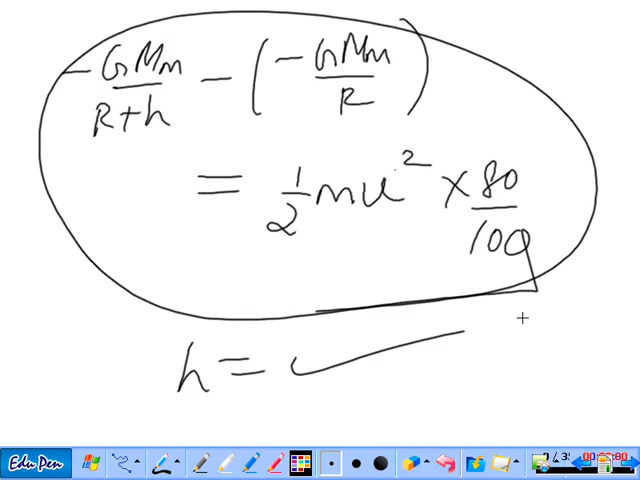 -GMm/R+h - (-GMm/R)
= 1/2 mu² × 80/100
h =
Edu Pen